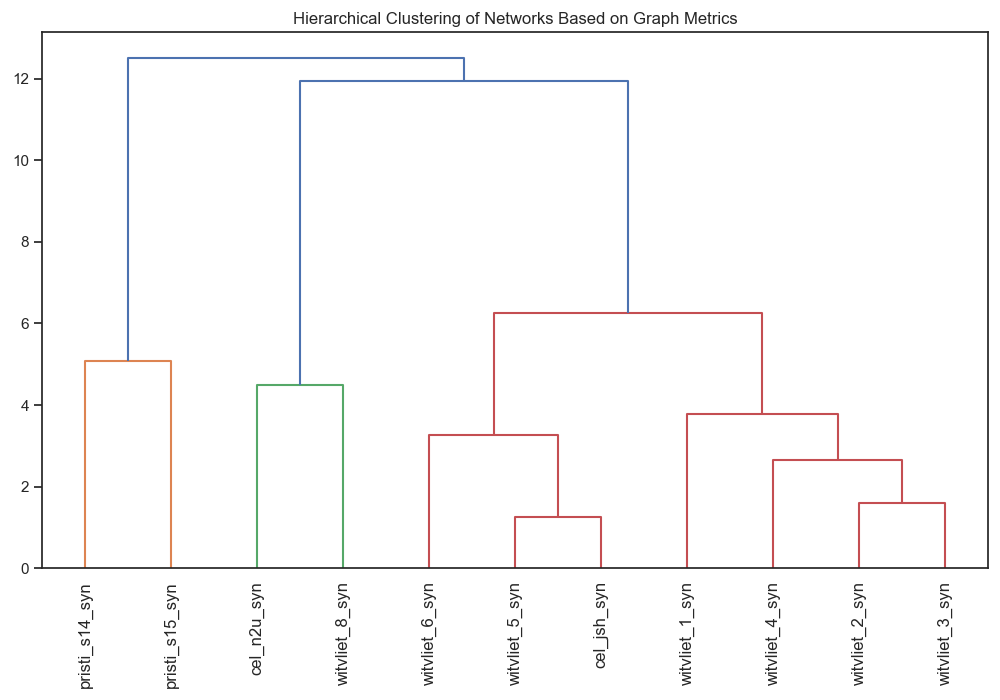 Hierarchical Clustering of Networks Based on Graph Metrics
12
10
8
6
4
2
0
pristi_s14_syn
pristi_s15_syn
cel_n2u_syn
witvliet_8_syn
witvliet_6_syn
witvliet_5_syn
cel_jsh_syn
witvliet_1_syn
witvliet_4_syn
witvliet_2_syn
witvliet_3_syn